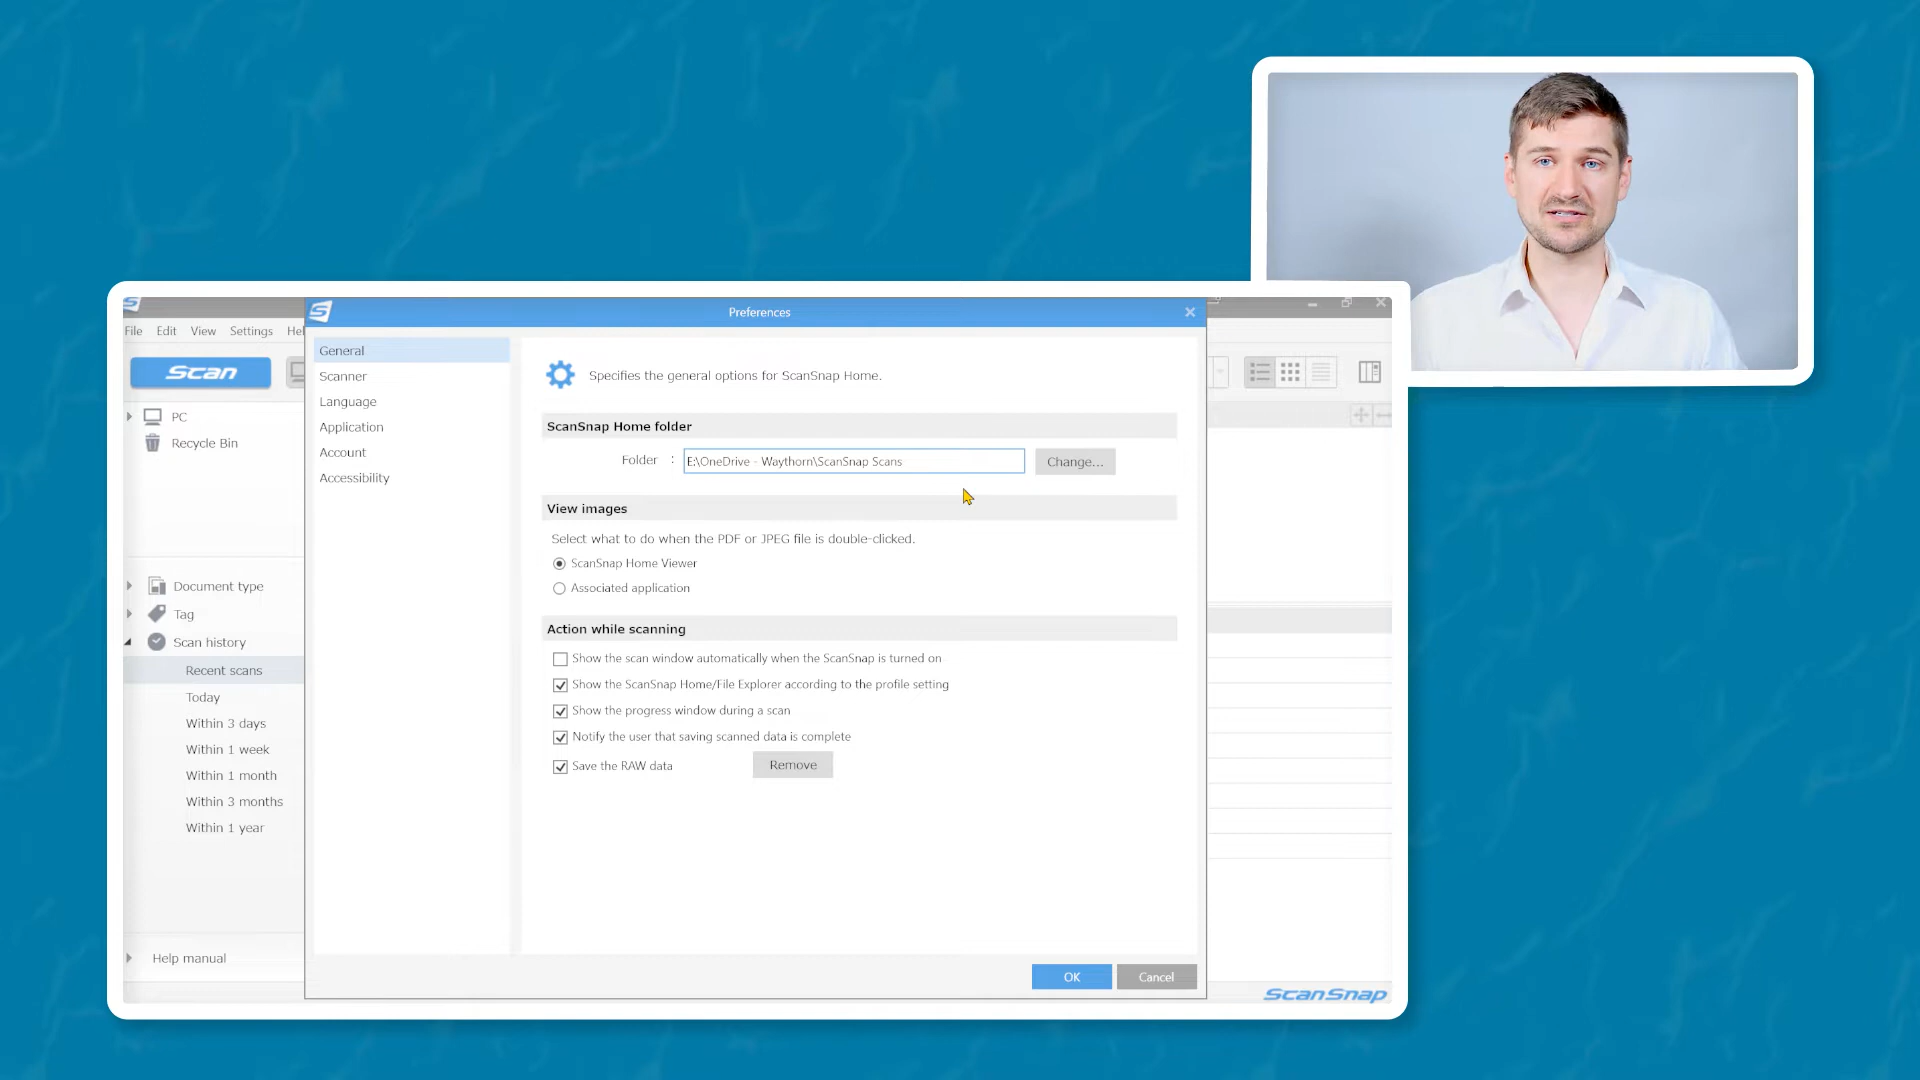 Preferences
File Edit View Settings Hel
Scan
PC
Recycle Bin
Document type
Tag
Scan history
Recent scans
Today
Within 3 days
Within 1 week
Within 1 month
Within 3 months
Within 1 year
Help manual
General
Scanner
Language
Application
Account
Accessibility
Specifies the general options for ScanSnap Home.
ScanSnap Home folder
Folder : E:\OneDrive - Waythorn\ScanSnap Scans Change...
View images
Select what to do when the PDF or JPEG file is double-clicked.
ScanSnap Home Viewer
Associated application
Action while scanning
Show the scan window automatically when the ScanSnap is turned on
Show the ScanSnap Home/File Explorer according to the profile setting
Show the progress window during a scan
Notify the user that saving scanned data is complete
Save the RAW data Remove
OK Cancel
ScanSnap